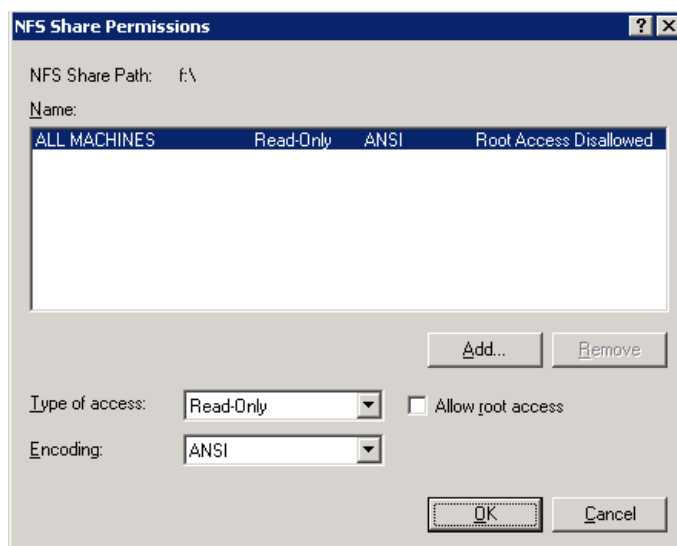 NFS Share Permissions
NFS Share Path: f:\
Name:
ALL MACHINES Read-Only ANSI Root Access Disallowed
Add... Remove
Type of access: Read-Only Allow root access
Encoding: ANSI
OK Cancel